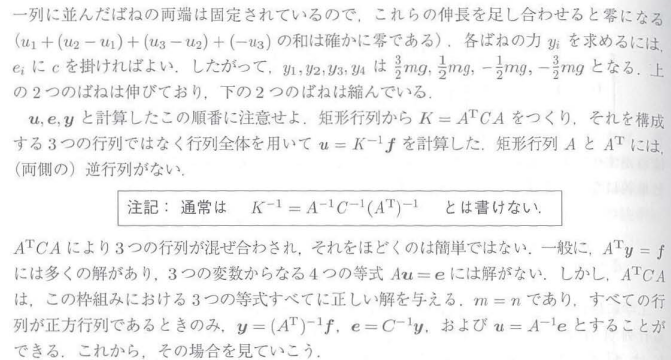 一列に並んだばねの両端は固定されているので，これらの伸長を足し合わせると零になる
(u₁ + (u₂ − u₁) + (u₃ − u₂) + (−u₃) の和は確かに零である)．各ばねの力 yᵢ を求めるには，
eᵢ に c を掛ければよい．したがって，y₁, y₂, y₃, y₄ は 3/2 mg, 1/2 mg, −1/2 mg, −3/2 mg となる．上
の 2 つのばねは伸びており，下の 2 つのばねは縮んでいる．
u, e, y と計算したこの順番に注意せよ．矩形行列から K = AᵀCA をつくり，それを構成
する 3 つの行列ではなく行列全体を用いて u = K⁻¹f を計算した．矩形行列 A と Aᵀ には，
(両側の) 逆行列がない．
注記： 通常は K⁻¹ = A⁻¹C⁻¹(Aᵀ)⁻¹ とは書けない．
AᵀCA により 3 つの行列が混ぜ合わされ，それをほどくのは簡単ではない．一般に，Aᵀy = f
には多くの解があり，3 つの変数からなる 4 つの等式 Au = e には解がない．しかし，AᵀCA
は，この枠組みにおける 3 つの等式すべてに正しい解を与える．m = n であり，すべての行
列が正方行列であるときのみ，y = (Aᵀ)⁻¹f，e = C⁻¹y，および u = A⁻¹e とすることが
できる．これから，その場合を見ていこう．